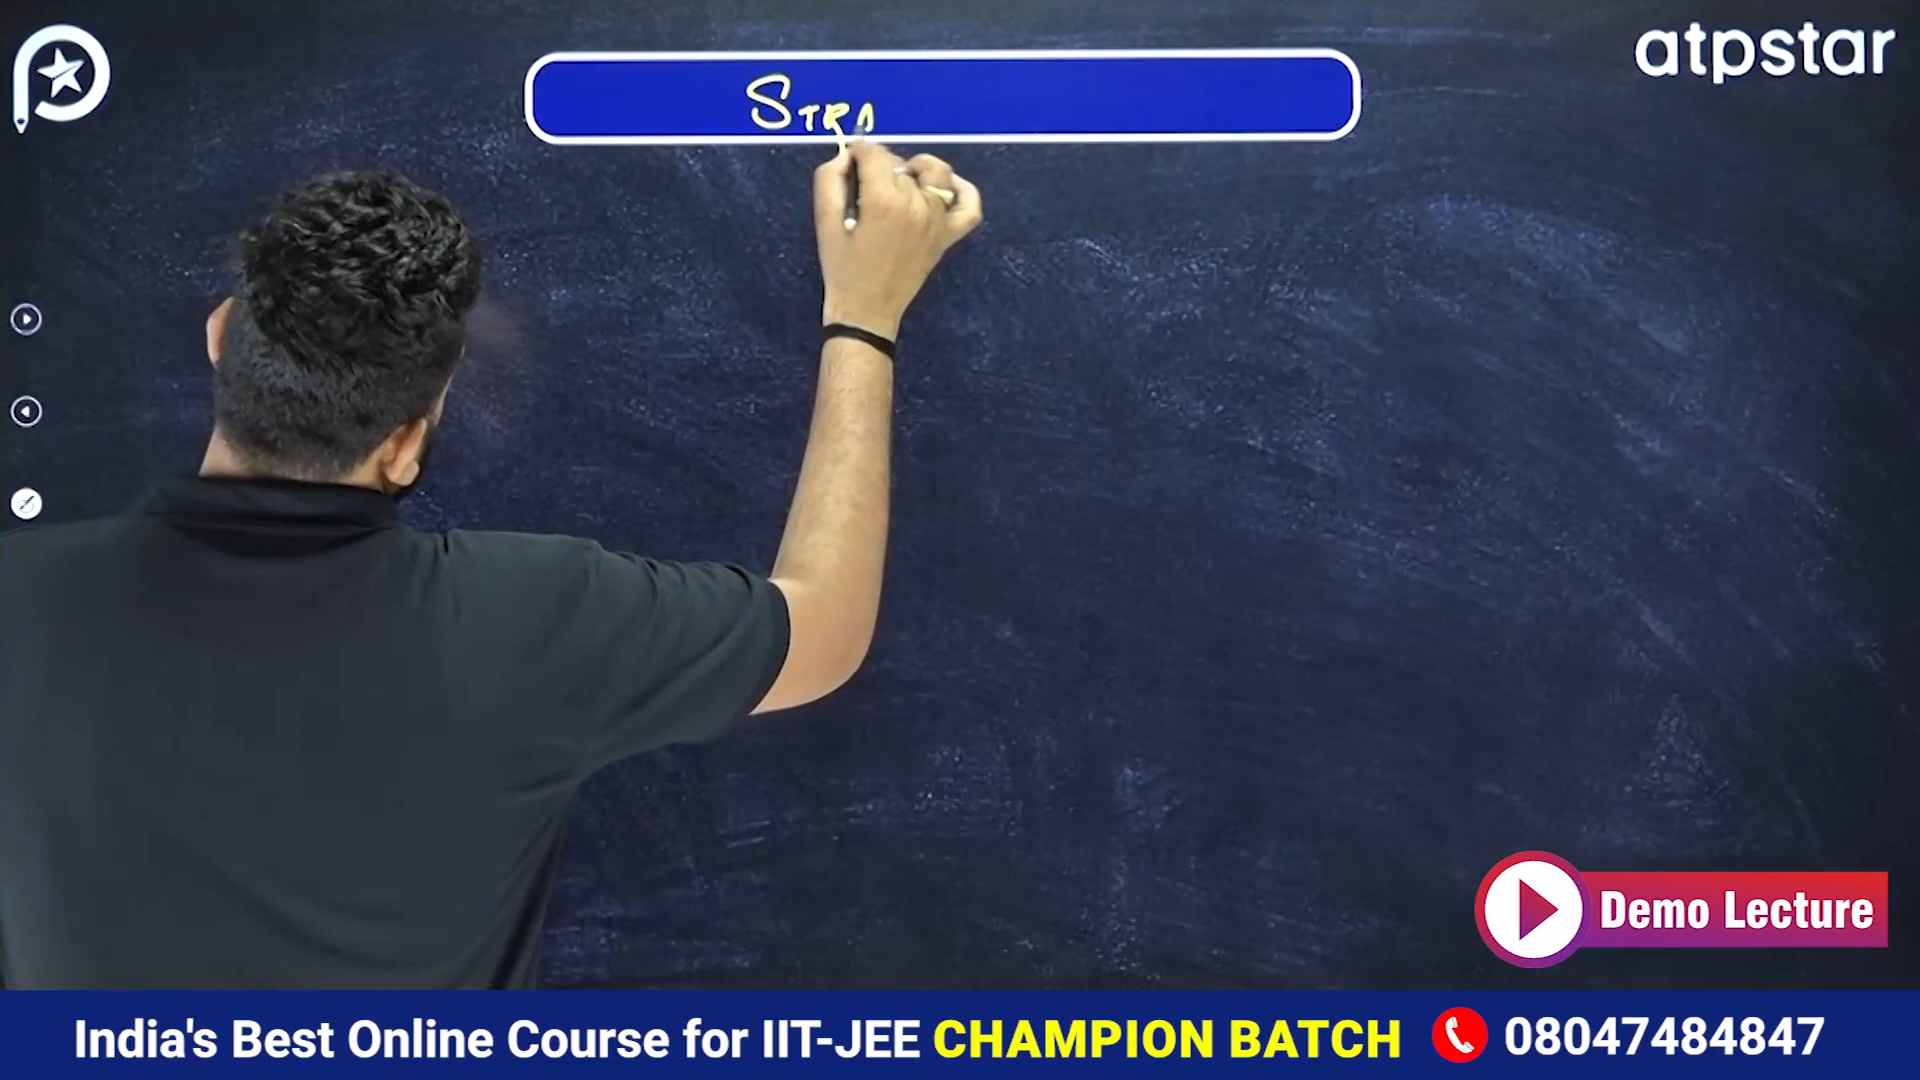 atpstar
STRA
Demo Lecture
India's Best Online Course for IIT-JEE CHAMPION BATCH 08047484847